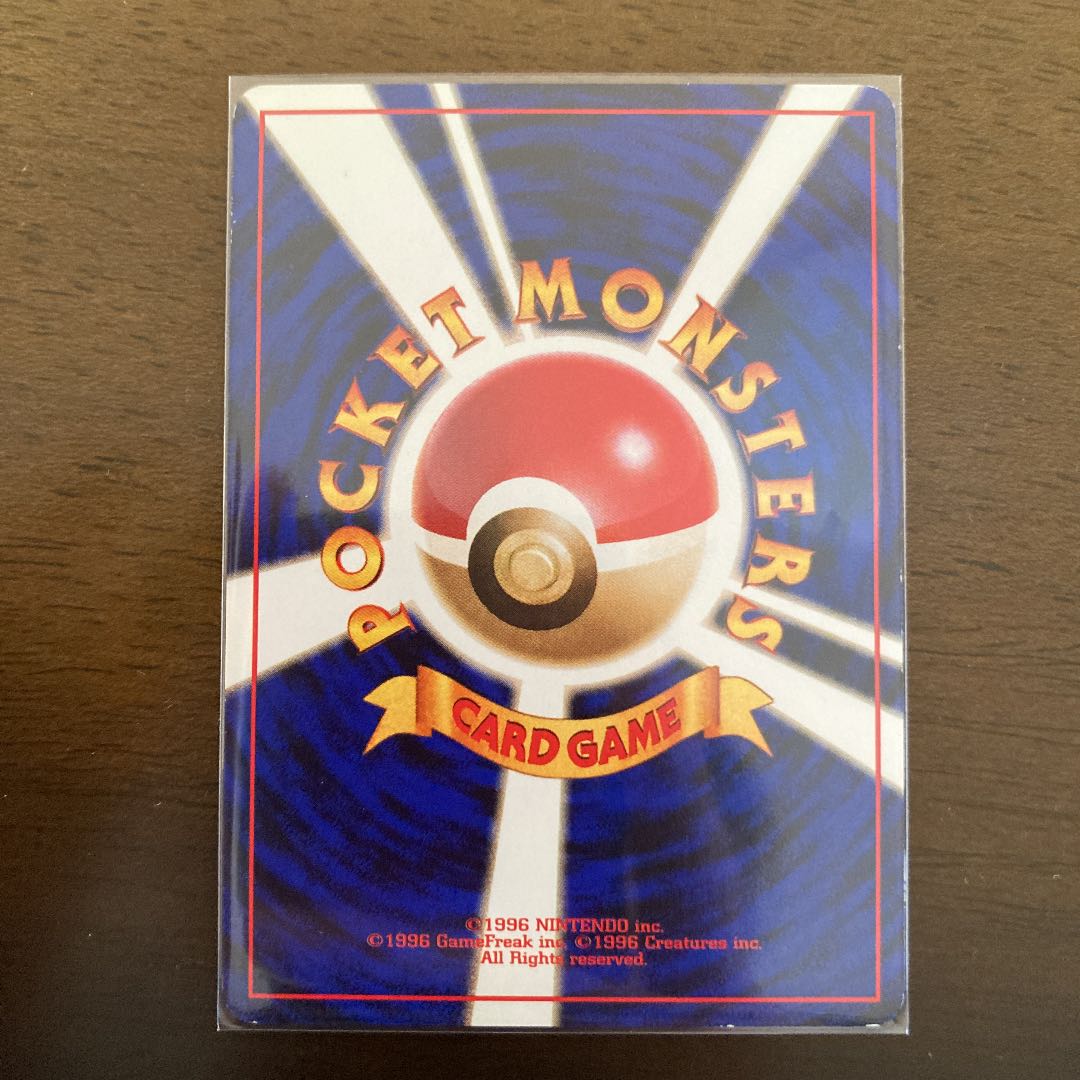 POCKET MONSTERS
CARD GAME
©1996 NINTENDO inc.
©1996 GameFreak inc. ©1996 Creatures inc.
All Rights reserved.